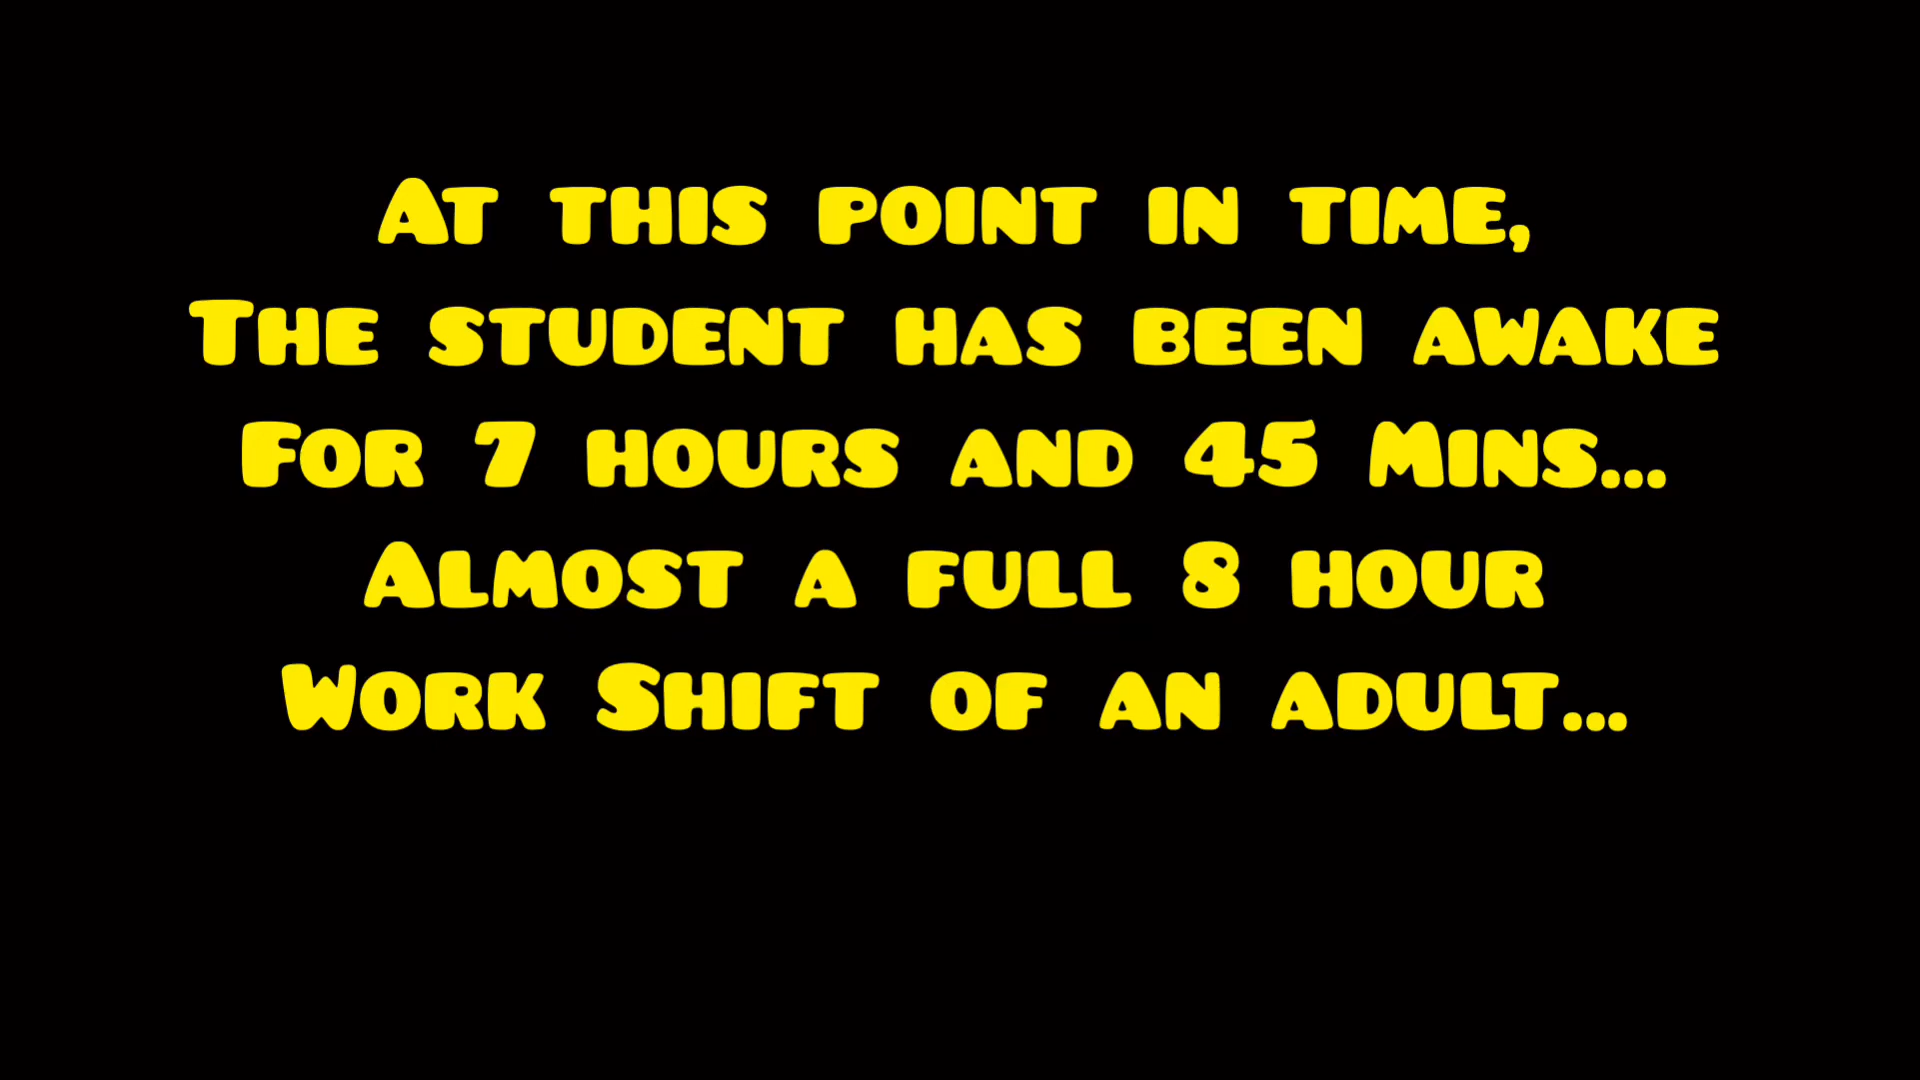 At this point in time,
The student has been awake
For 7 hours and 45 Mins...
Almost a full 8 hour
Work Shift of an adult...